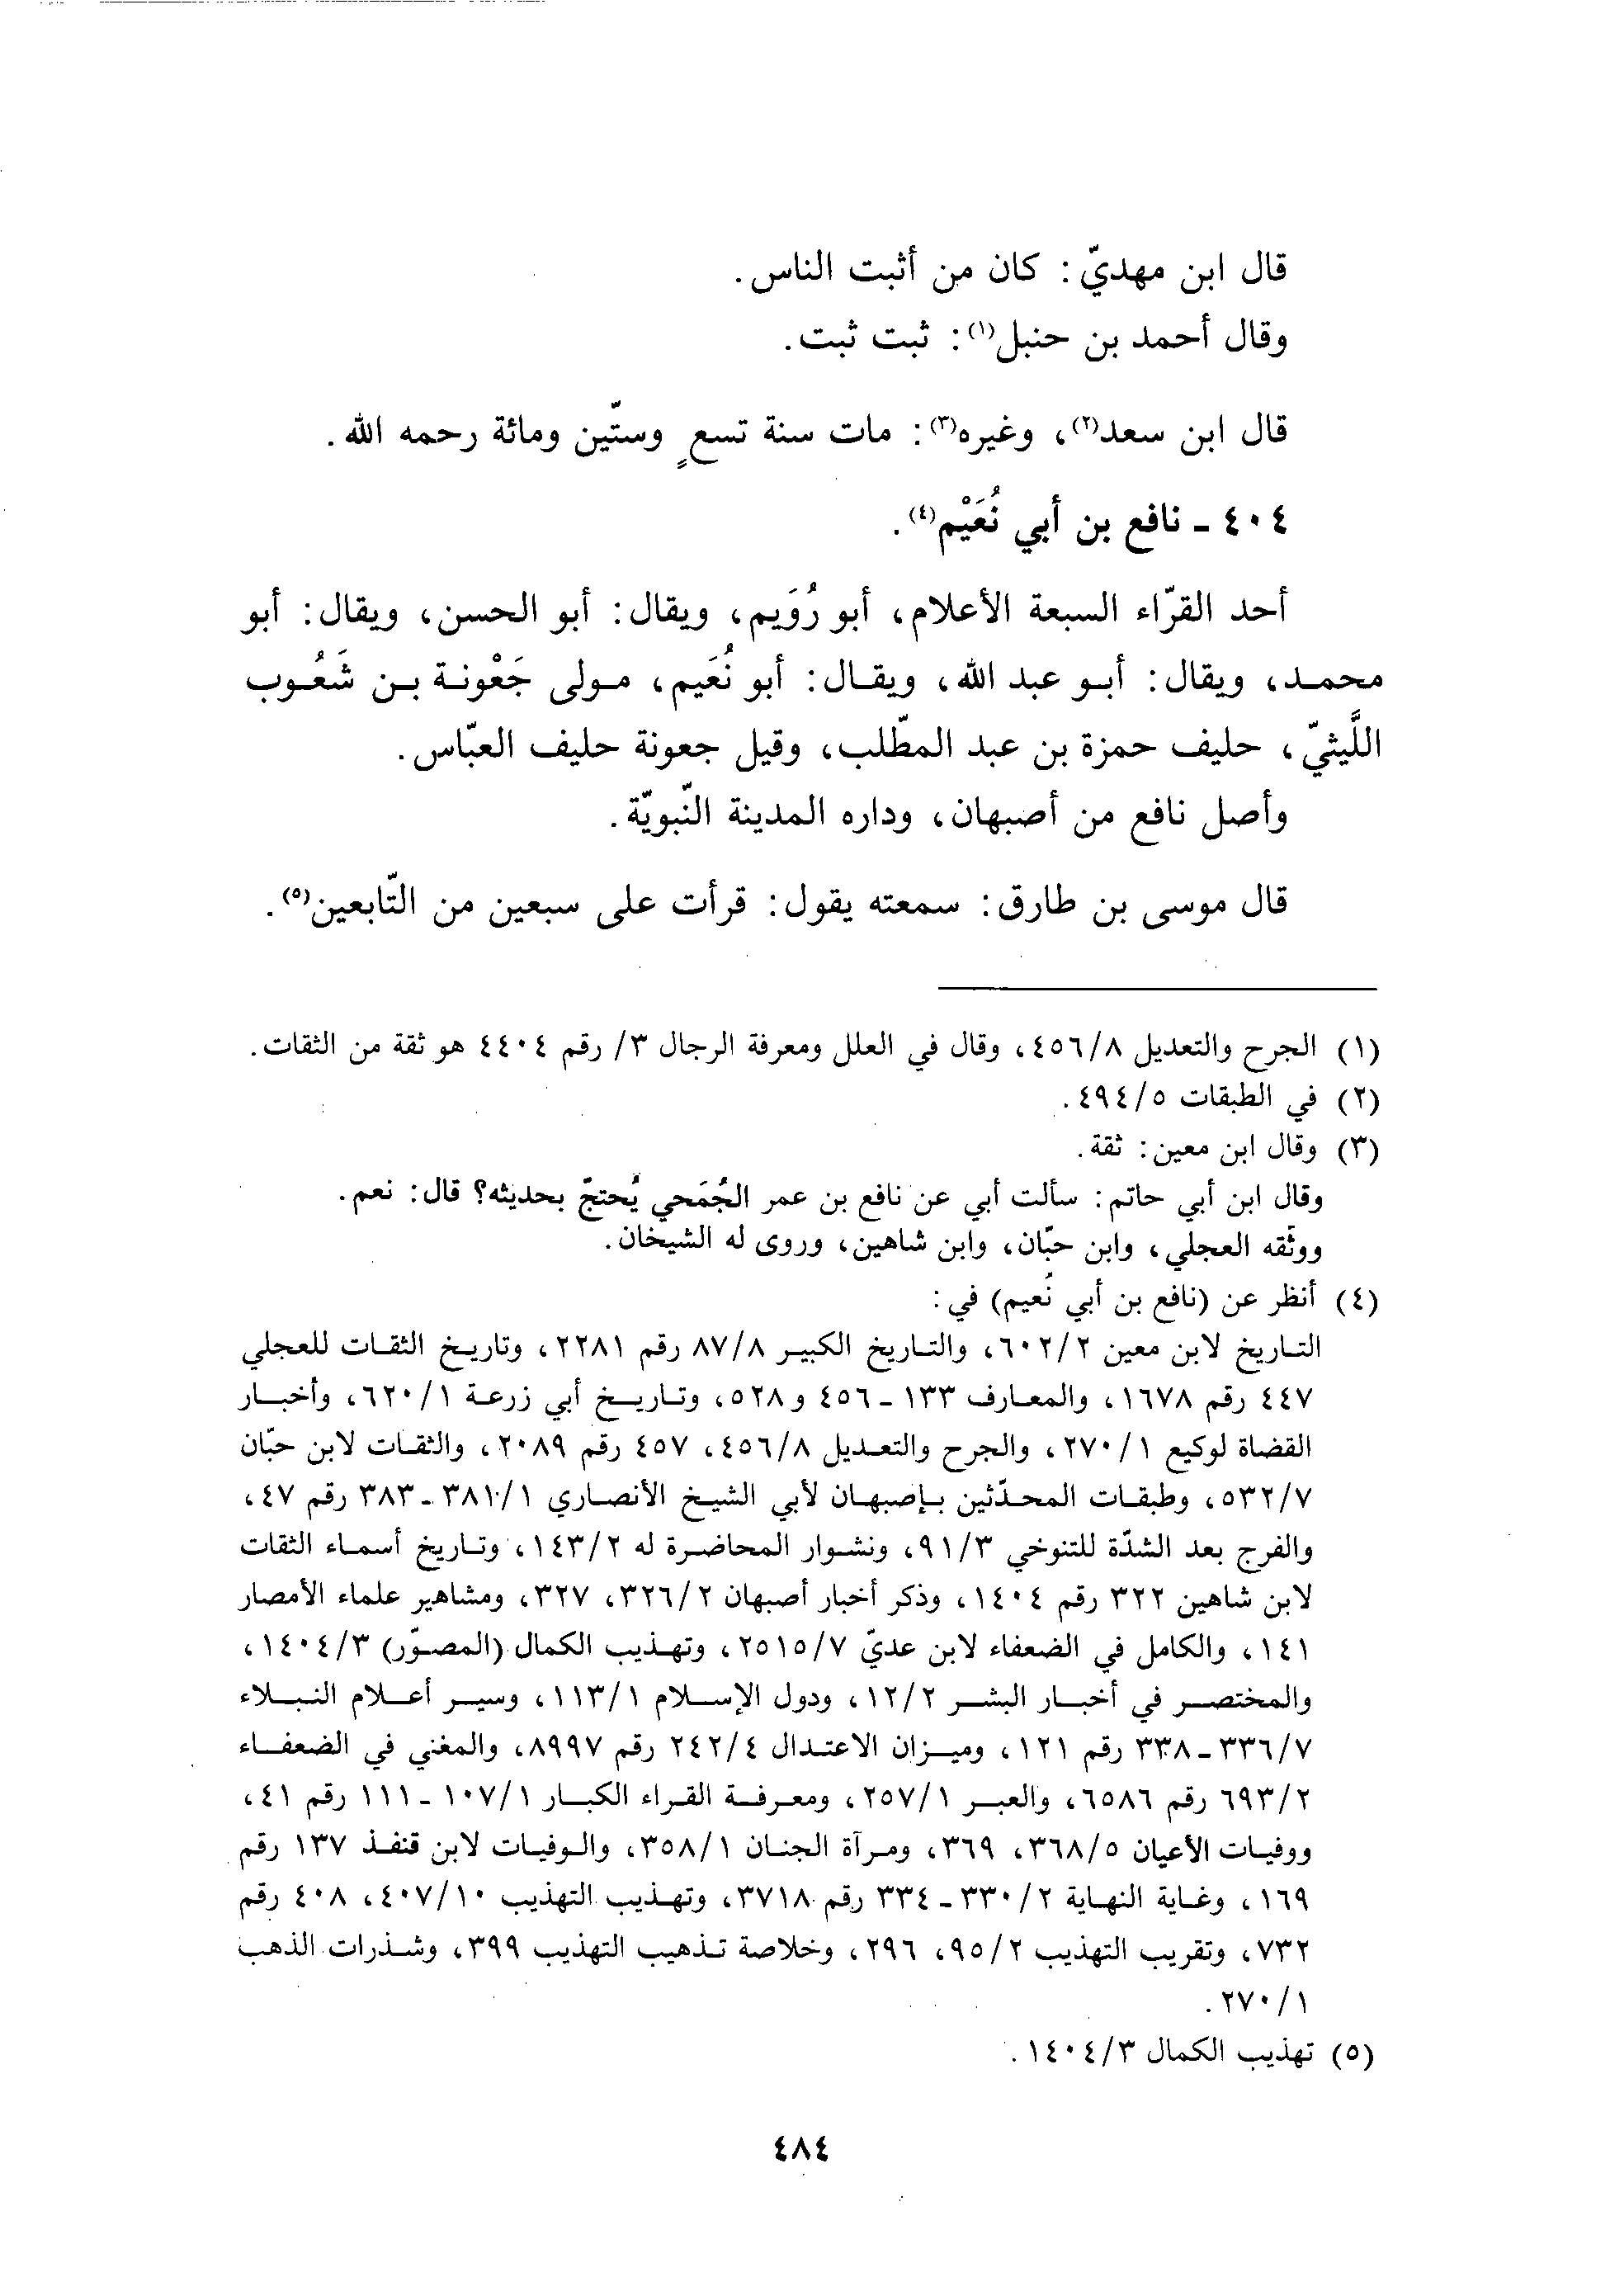 قال ابن مهديّ: كان من أثبت الناس.
وقال أحمد بن حنبل(١): ثبت ثبت.
قال ابن سعد(٢)، وغيره(٣): مات سنة تسعٍ وستّين ومائة رحمه الله.
٤٠٤ ـ نافع بن أبي نُعَيْم(٤).
أحد القرّاء السبعة الأعلام، أبو رُوَيم، ويقال: أبو الحسن، ويقال: أبو
محمد، ويقال: أبو عبد الله، ويقال: أبو نُعَيم، مولى جَعْونة بن شَعُوب
اللَّيثيّ، حليف حمزة بن عبد المطّلب، وقيل جعونة حليف العبّاس.
وأصل نافع من أصبهان، وداره المدينة النّبويّة.
قال موسى بن طارق: سمعته يقول: قرأت على سبعين من التّابعين(٥).
(١) الجرح والتعديل ٤٥٦/٨، وقال في العلل ومعرفة الرجال ٣/ رقم ٤٤٠٤ هو ثقة من الثقات.
(٢) في الطبقات ٤٩٤/٥.
(٣) وقال ابن معين: ثقة.
وقال ابن أبي حاتم: سألت أبي عن نافع بن عمر الجُمَحي يُحتجّ بحديثه؟ قال: نعم.
ووثّقه العجلي، وابن حبّان، وابن شاهين، وروى له الشيخان.
(٤) أنظر عن (نافع بن أبي نُعيم) في:
التاريخ لابن معين ٦٠٢/٢، والتاريخ الكبير ٨٧/٨ رقم ٢٢٨١، وتاريخ الثقات للعجلي
٤٤٧ رقم ١٦٧٨، والمعارف ١٣٣ ـ ٤٥٦ و٥٢٨، وتاريخ أبي زرعة ٦٢٠/١، وأخبار
القضاة لوكيع ٢٧٠/١، والجرح والتعديل ٤٥٦/٨، ٤٥٧ رقم ٢٠٨٩، والثقات لابن حبّان
٥٣٢/٧، وطبقات المحدّثين بإصبهان لأبي الشيخ الأنصاري ٣٨١/١ ـ ٣٨٣ رقم ٤٧،
والفرج بعد الشدّة للتنوخي ٩١/٣، ونشوار المحاضرة له ١٤٣/٢، وتاريخ أسماء الثقات
لابن شاهين ٣٢٢ رقم ١٤٠٤، وذكر أخبار أصبهان ٣٢٦/٢، ٣٢٧، ومشاهير علماء الأمصار
١٤١، والكامل في الضعفاء لابن عديّ ٢٥١٥/٧، وتهذيب الكمال (المصوّر) ١٤٠٤/٣،
والمختصر في أخبار البشر ١٢/٢، ودول الإسلام ١١٣/١، وسير أعلام النبلاء
٣٣٦/٧ ـ ٣٣٨ رقم ١٢١، وميزان الاعتدال ٢٤٢/٤ رقم ٨٩٩٧، والمغني في الضعفاء
٦٩٣/٢ رقم ٦٥٨٦، والعبر ٢٥٧/١، ومعرفة القراء الكبار ١٠٧/١ ـ ١١١ رقم ٤١،
ووفيات الأعيان ٣٦٨/٥، ٣٦٩، ومرآة الجنان ٣٥٨/١، والوفيات لابن قنفذ ١٣٧ رقم
١٦٩، وغاية النهاية ٣٣٠/٢ ـ ٣٣٤ رقم ٣٧١٨، وتهذيب التهذيب ٤٠٧/١٠، ٤٠٨ رقم
٧٣٢، وتقريب التهذيب ٩٥/٢، ٢٩٦، وخلاصة تذهيب التهذيب ٣٩٩، وشذرات الذهب
٢٧٠/١.
(٥) تهذيب الكمال ١٤٠٤/٣.
٤٨٤